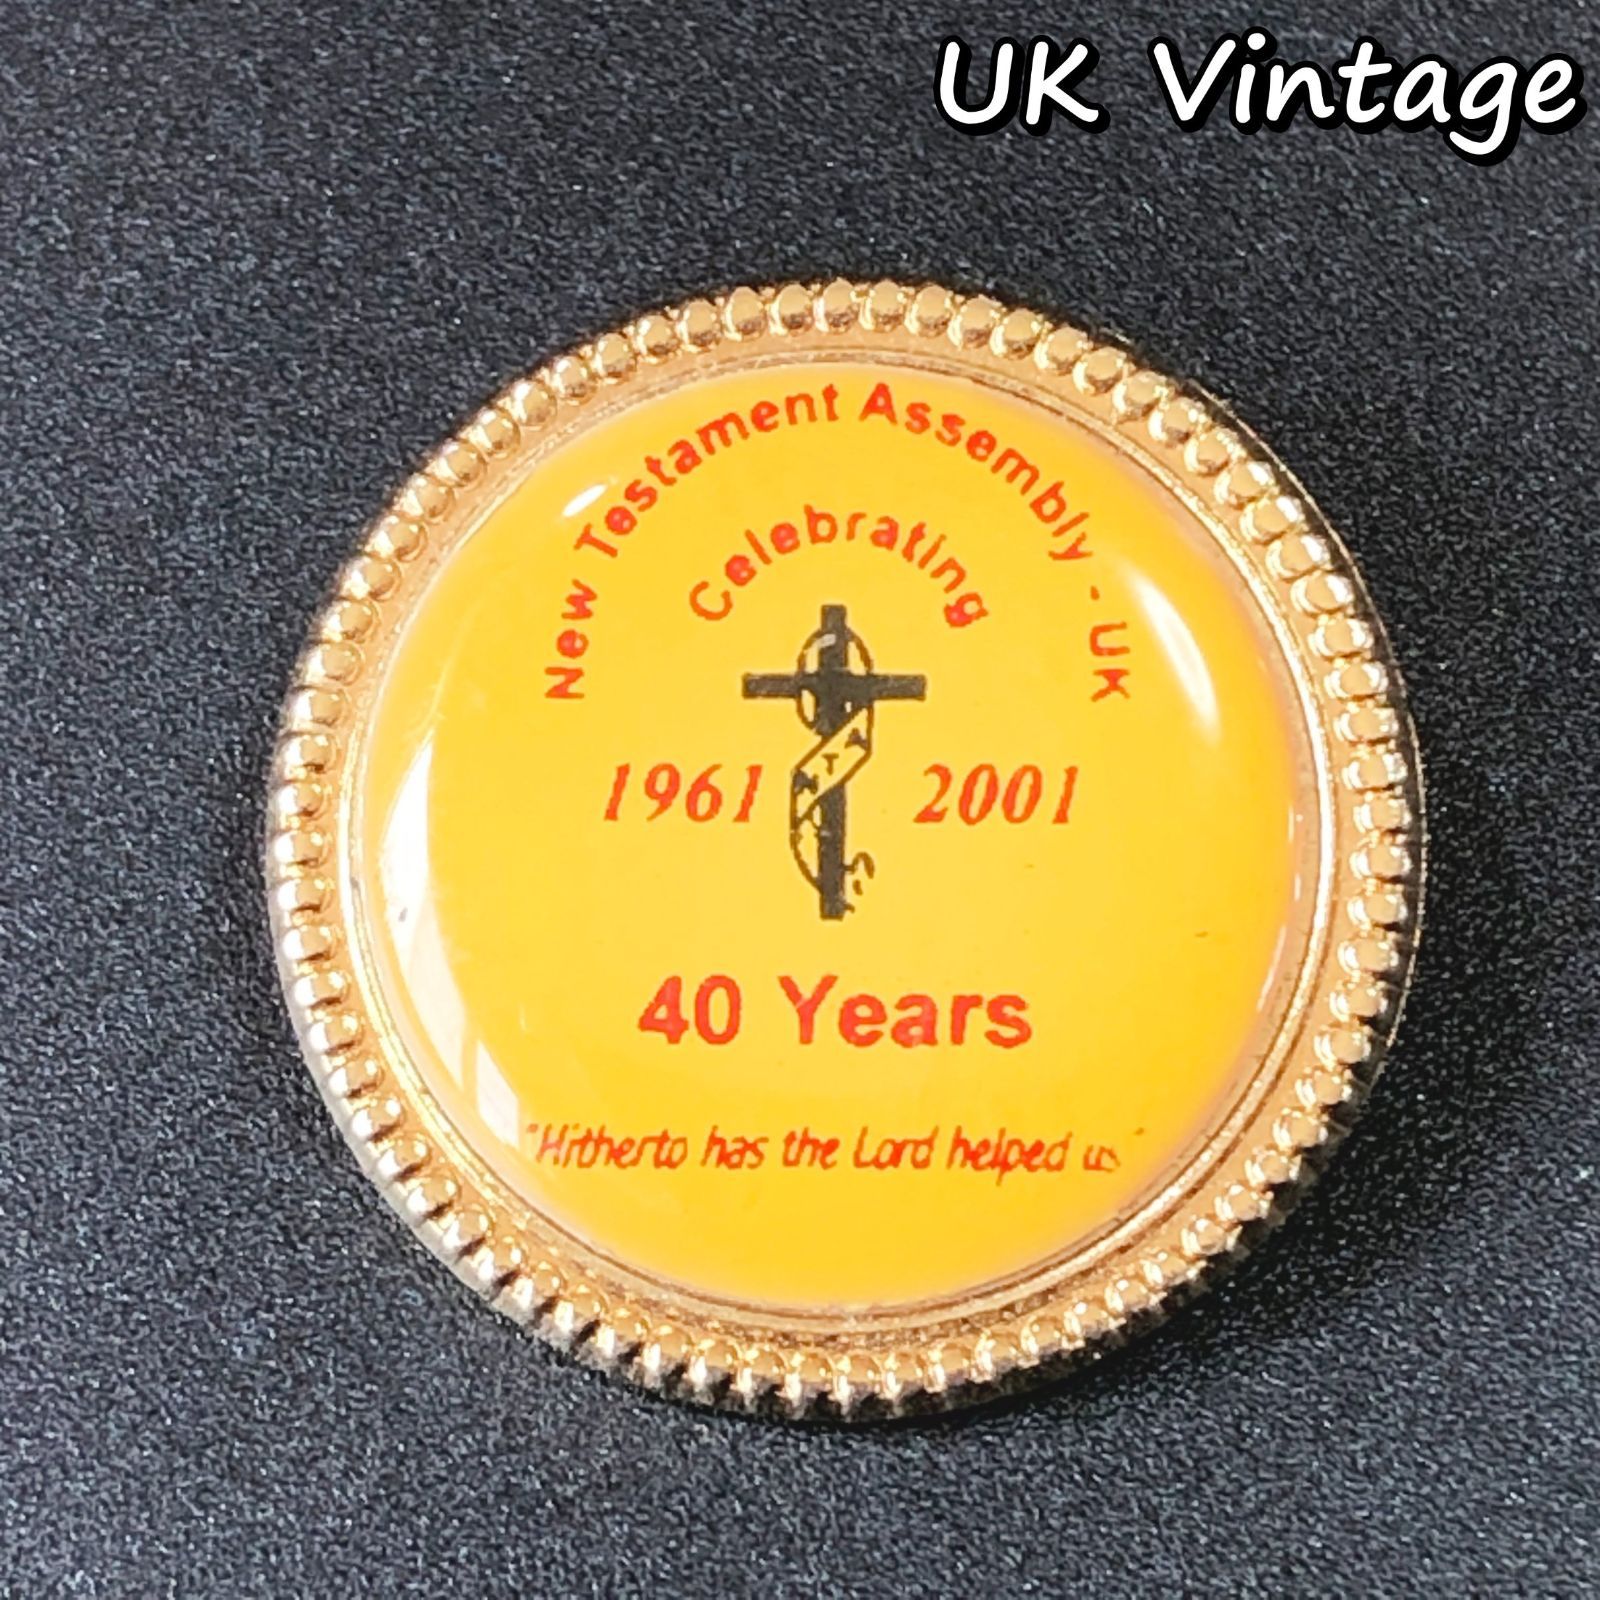 UK Vintage
New Testament Assembly - UK
Celebrating
1961 2001
N T A
40 Years
"Hitherto has the Lord helped us"